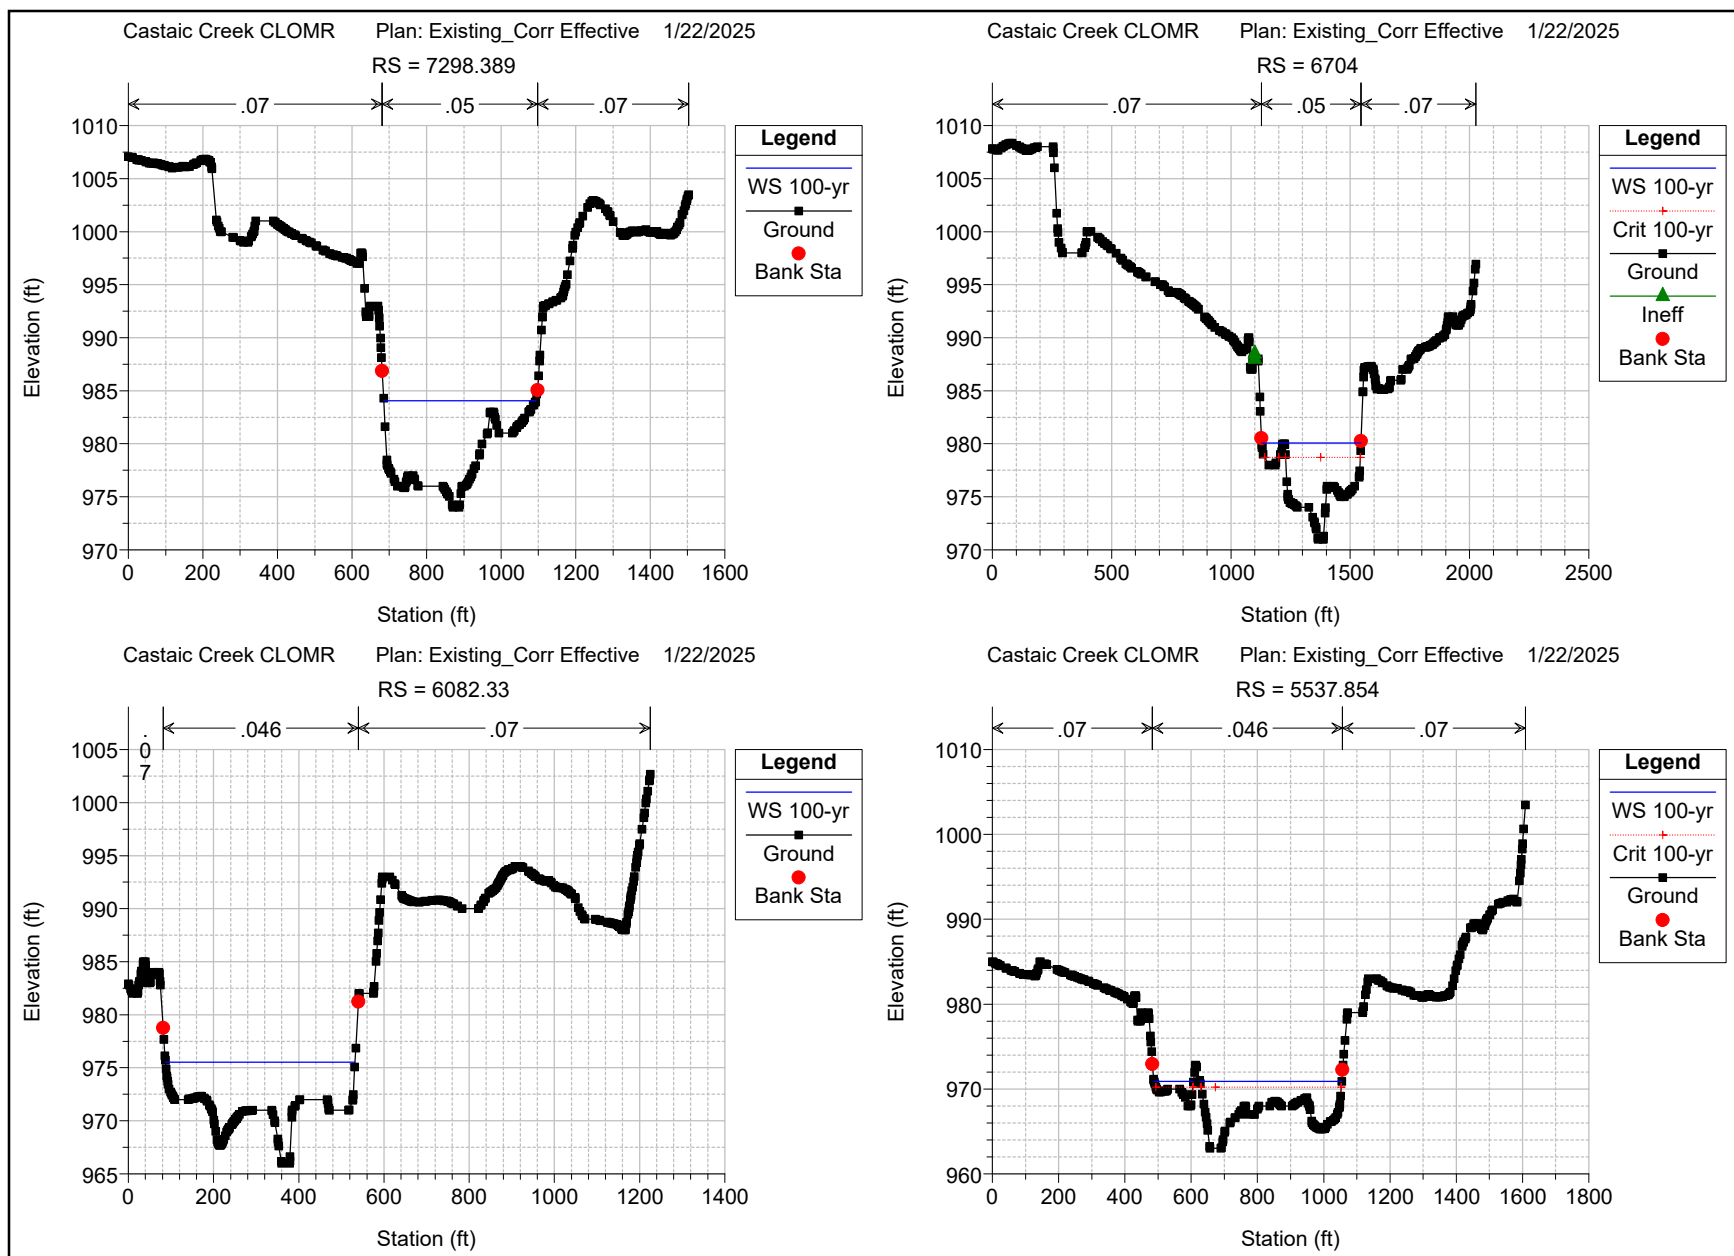 Castaic Creek CLOMR Plan: Existing_Corr Effective 1/22/2025
RS = 7298.389
.07 .05 .07
1010
1005
1000
995
990
985
980
975
970
Elevation (ft)
0 200 400 600 800 1000 1200 1400 1600
Station (ft)
Legend
WS 100-yr
Ground
Bank Sta
Castaic Creek CLOMR Plan: Existing_Corr Effective 1/22/2025
RS = 6704
.07 .05 .07
1010
1005
1000
995
990
985
980
975
970
Elevation (ft)
0 500 1000 1500 2000 2500
Station (ft)
Legend
WS 100-yr
Crit 100-yr
Ground
Ineff
Bank Sta
Castaic Creek CLOMR Plan: Existing_Corr Effective 1/22/2025
RS = 6082.33
.07 .046 .07
1005
1000
995
990
985
980
975
970
965
Elevation (ft)
0 200 400 600 800 1000 1200 1400
Station (ft)
Legend
WS 100-yr
Ground
Bank Sta
Castaic Creek CLOMR Plan: Existing_Corr Effective 1/22/2025
RS = 5537.854
.07 .046 .07
1010
1000
990
980
970
960
Elevation (ft)
0 200 400 600 800 1000 1200 1400 1600 1800
Station (ft)
Legend
WS 100-yr
Crit 100-yr
Ground
Bank Sta